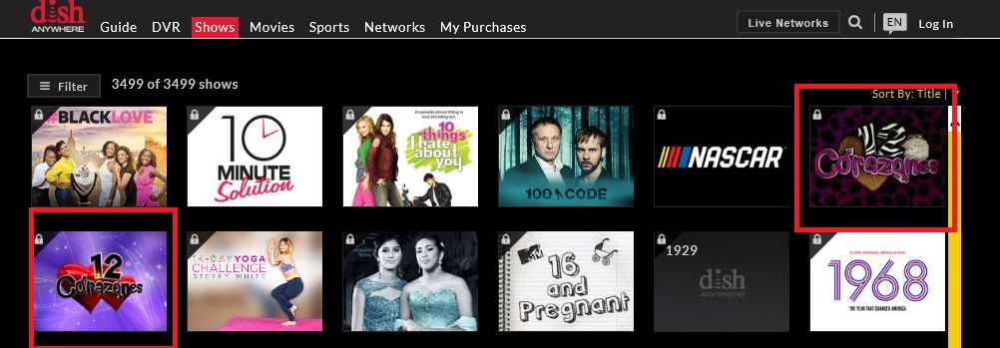 dish
ANYWHERE
Guide DVR Shows Movies Sports Networks My Purchases
Live Networks EN Log In
Filter 3499 of 3499 shows
Sort By: Title |
#BLACKLOVE
10
MINUTE
Solution
A comedy about fitting in
and standing out.
10
things
I hate
about
you
100 CODE
NASCAR
12
Corazones
12
Corazones
14-DAY YOGA
CHALLENGE
STEFFY WHITE
MTV
16
and
Pregnant
1929
dish
ANYWHERE
A CNN ORIGINAL SERIES EVENT
1968
THE YEAR THAT CHANGED AMERICA